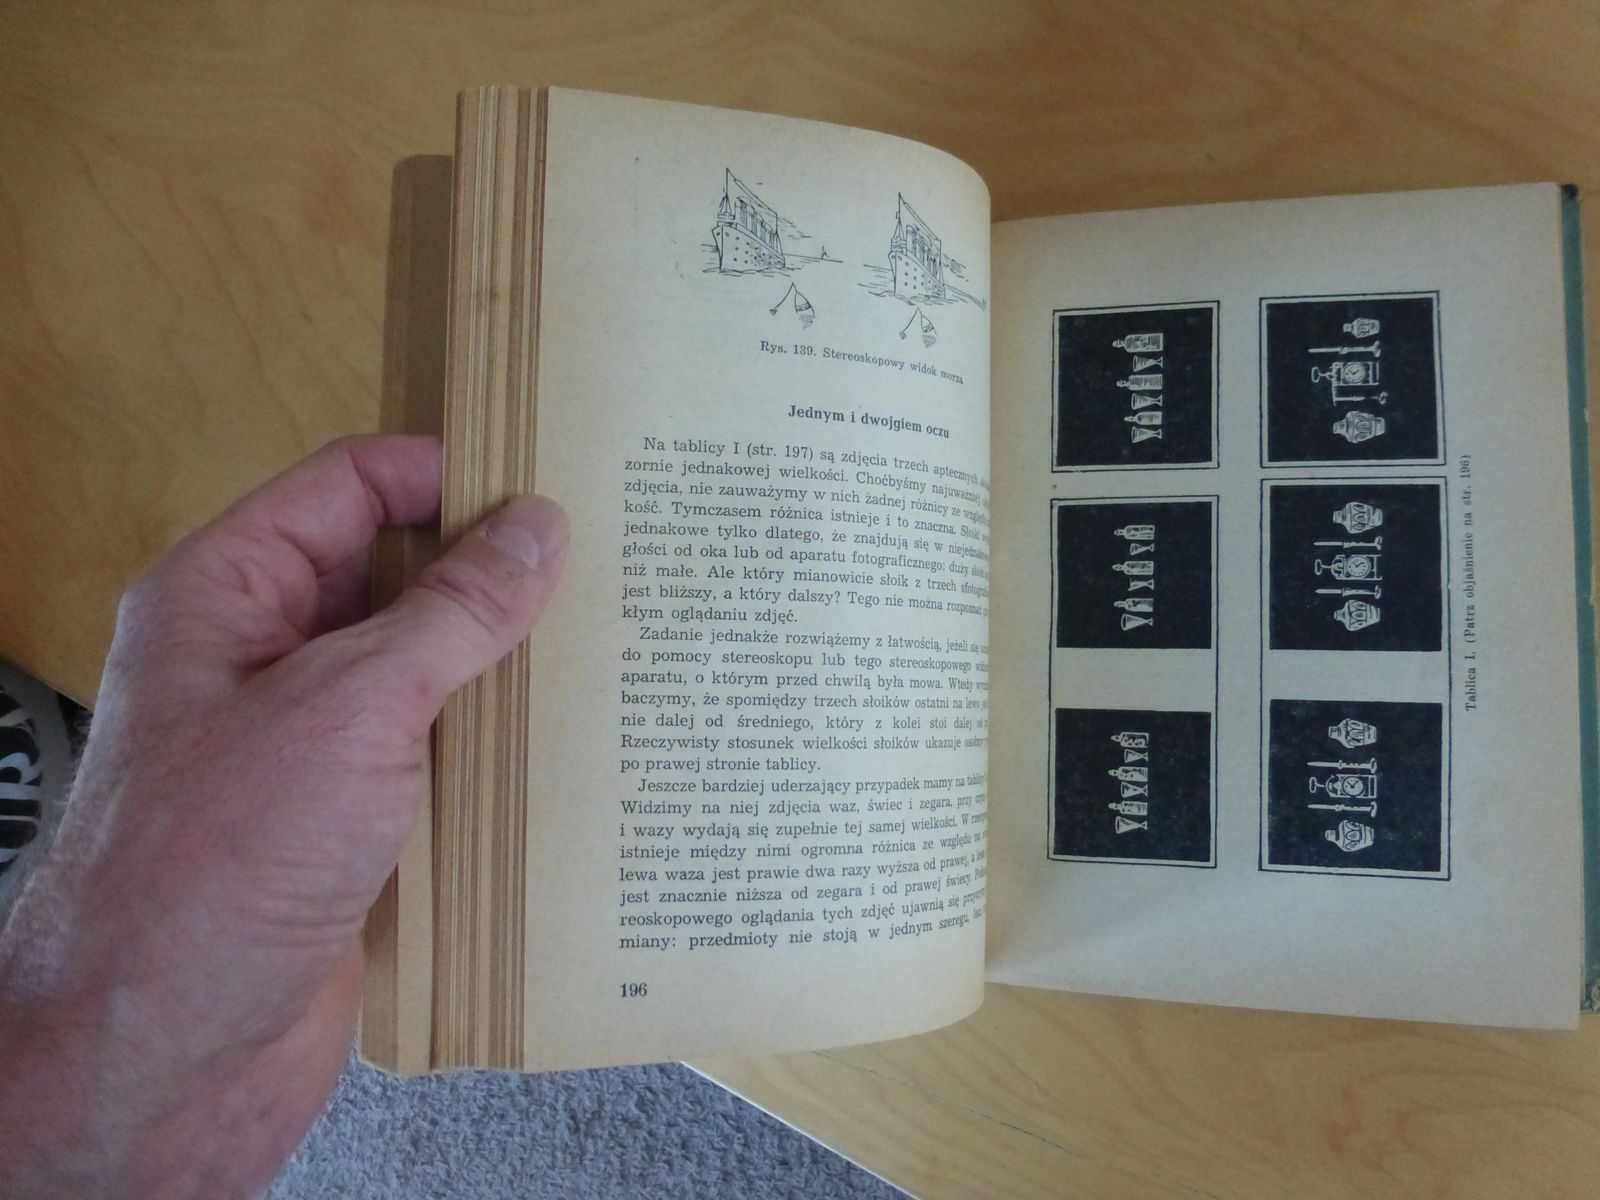 Rys. 139. Stereoskopowy widok morza
Jednym i dwojgiem oczu
Na tablicy I (str. 197) są zdjęcia trzech aptecznych
zornie jednakowej wielkości. Choćbyśmy najuważniej
zdjęcia, nie zauważymy w nich żadnej różnicy ze względu
kość. Tymczasem różnica istnieje i to znaczna. Słoiki
jednakowe tylko dlatego, że znajdują się w
głości od oka lub od aparatu fotograficznego: duży
niż małe. Ale który mianowicie słoik z trzech
jest bliższy, a który dalszy? Tego nie można rozpoznać
kłym oglądaniu zdjęć.
Zadanie jednakże rozwiążemy z łatwością, jeżeli się
do pomocy stereoskopu lub tego stereoskopowego
aparatu, o którym przed chwilą była mowa. Wtedy
baczymy, że spomiędzy trzech słoików ostatni na lewo
nie dalej od średniego, który z kolei stoi dalej od
Rzeczywisty stosunek wielkości słoików ukazuje
po prawej stronie tablicy.
Jeszcze bardziej uderzający przypadek mamy na
Widzimy na niej zdjęcia waz, świec i zegara, przy
i wazy wydają się zupełnie tej samej wielkości. W
istnieje między nimi ogromna różnica ze względu na
lewa waza jest prawie dwa razy wyższa od prawej, a
jest znacznie niższa od zegara i od prawej świecy.
reoskopowego oglądania tych zdjęć ujawnią się
miany: przedmioty nie stoją w jednym szeregu,
196
Tablica I. (Patrz objaśnienie na str. 196)